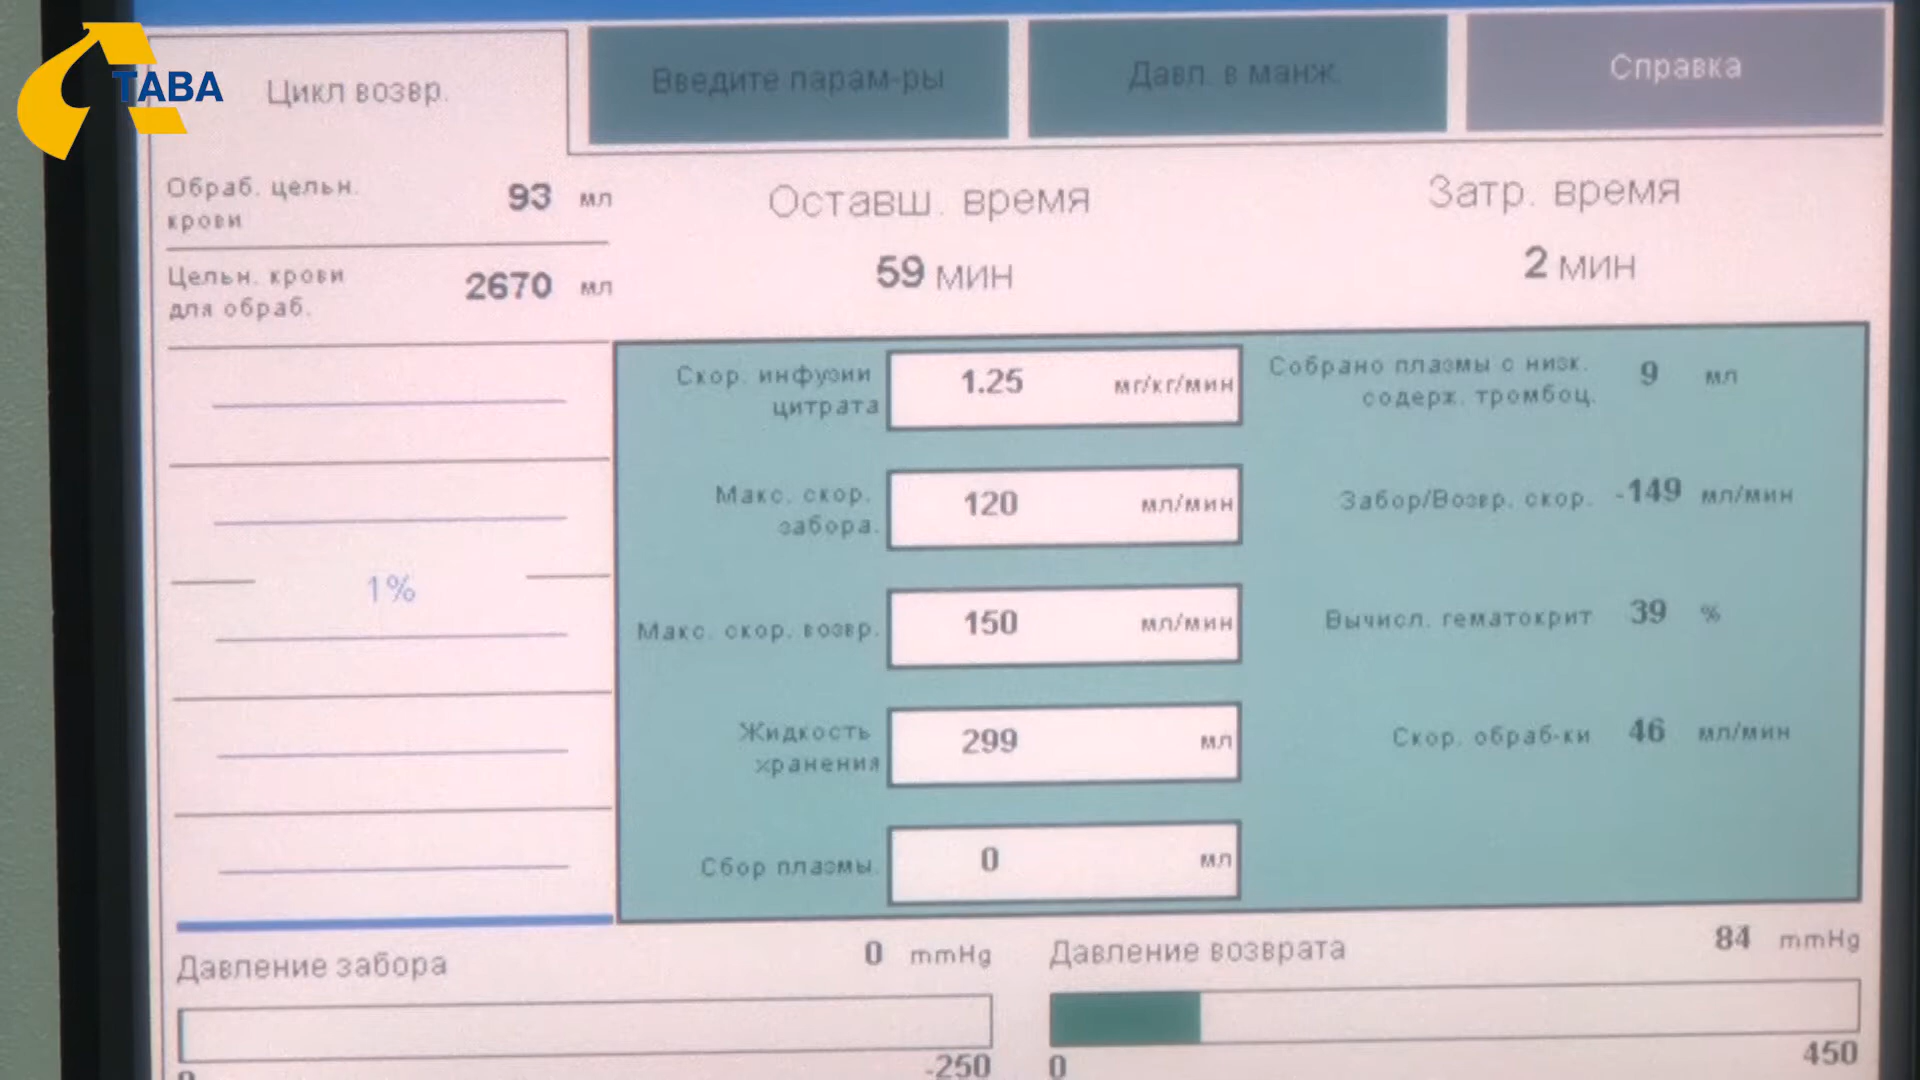 ТАВА
Цикл возвр.
Введите парам-ры
Давл. в манж.
Справка
Обраб. цельн.
крови
93 мл
Оставш. время
59 мин
Затр. время
2 мин
Цельн. крови
для обраб.
2670 мл
1%
Скор. инфузии
цитрата
1.25 мг/кг/мин
Собрано плазмы с низк.
содерж. тромбоц.
9 мл
Макс. скор.
забора.
120 мл/мин
Забор/Возвр. скор. -149 мл/мин
Макс. скор. возвр. 150 мл/мин
Вычисл. гематокрит 39 %
Жидкость
хранения
299 мл
Скор. обраб-ки 46 мл/мин
Сбор плазмы. 0 мл
Давление забора 0 mmHg
Давление возврата 84 mmHg
-250
0
450